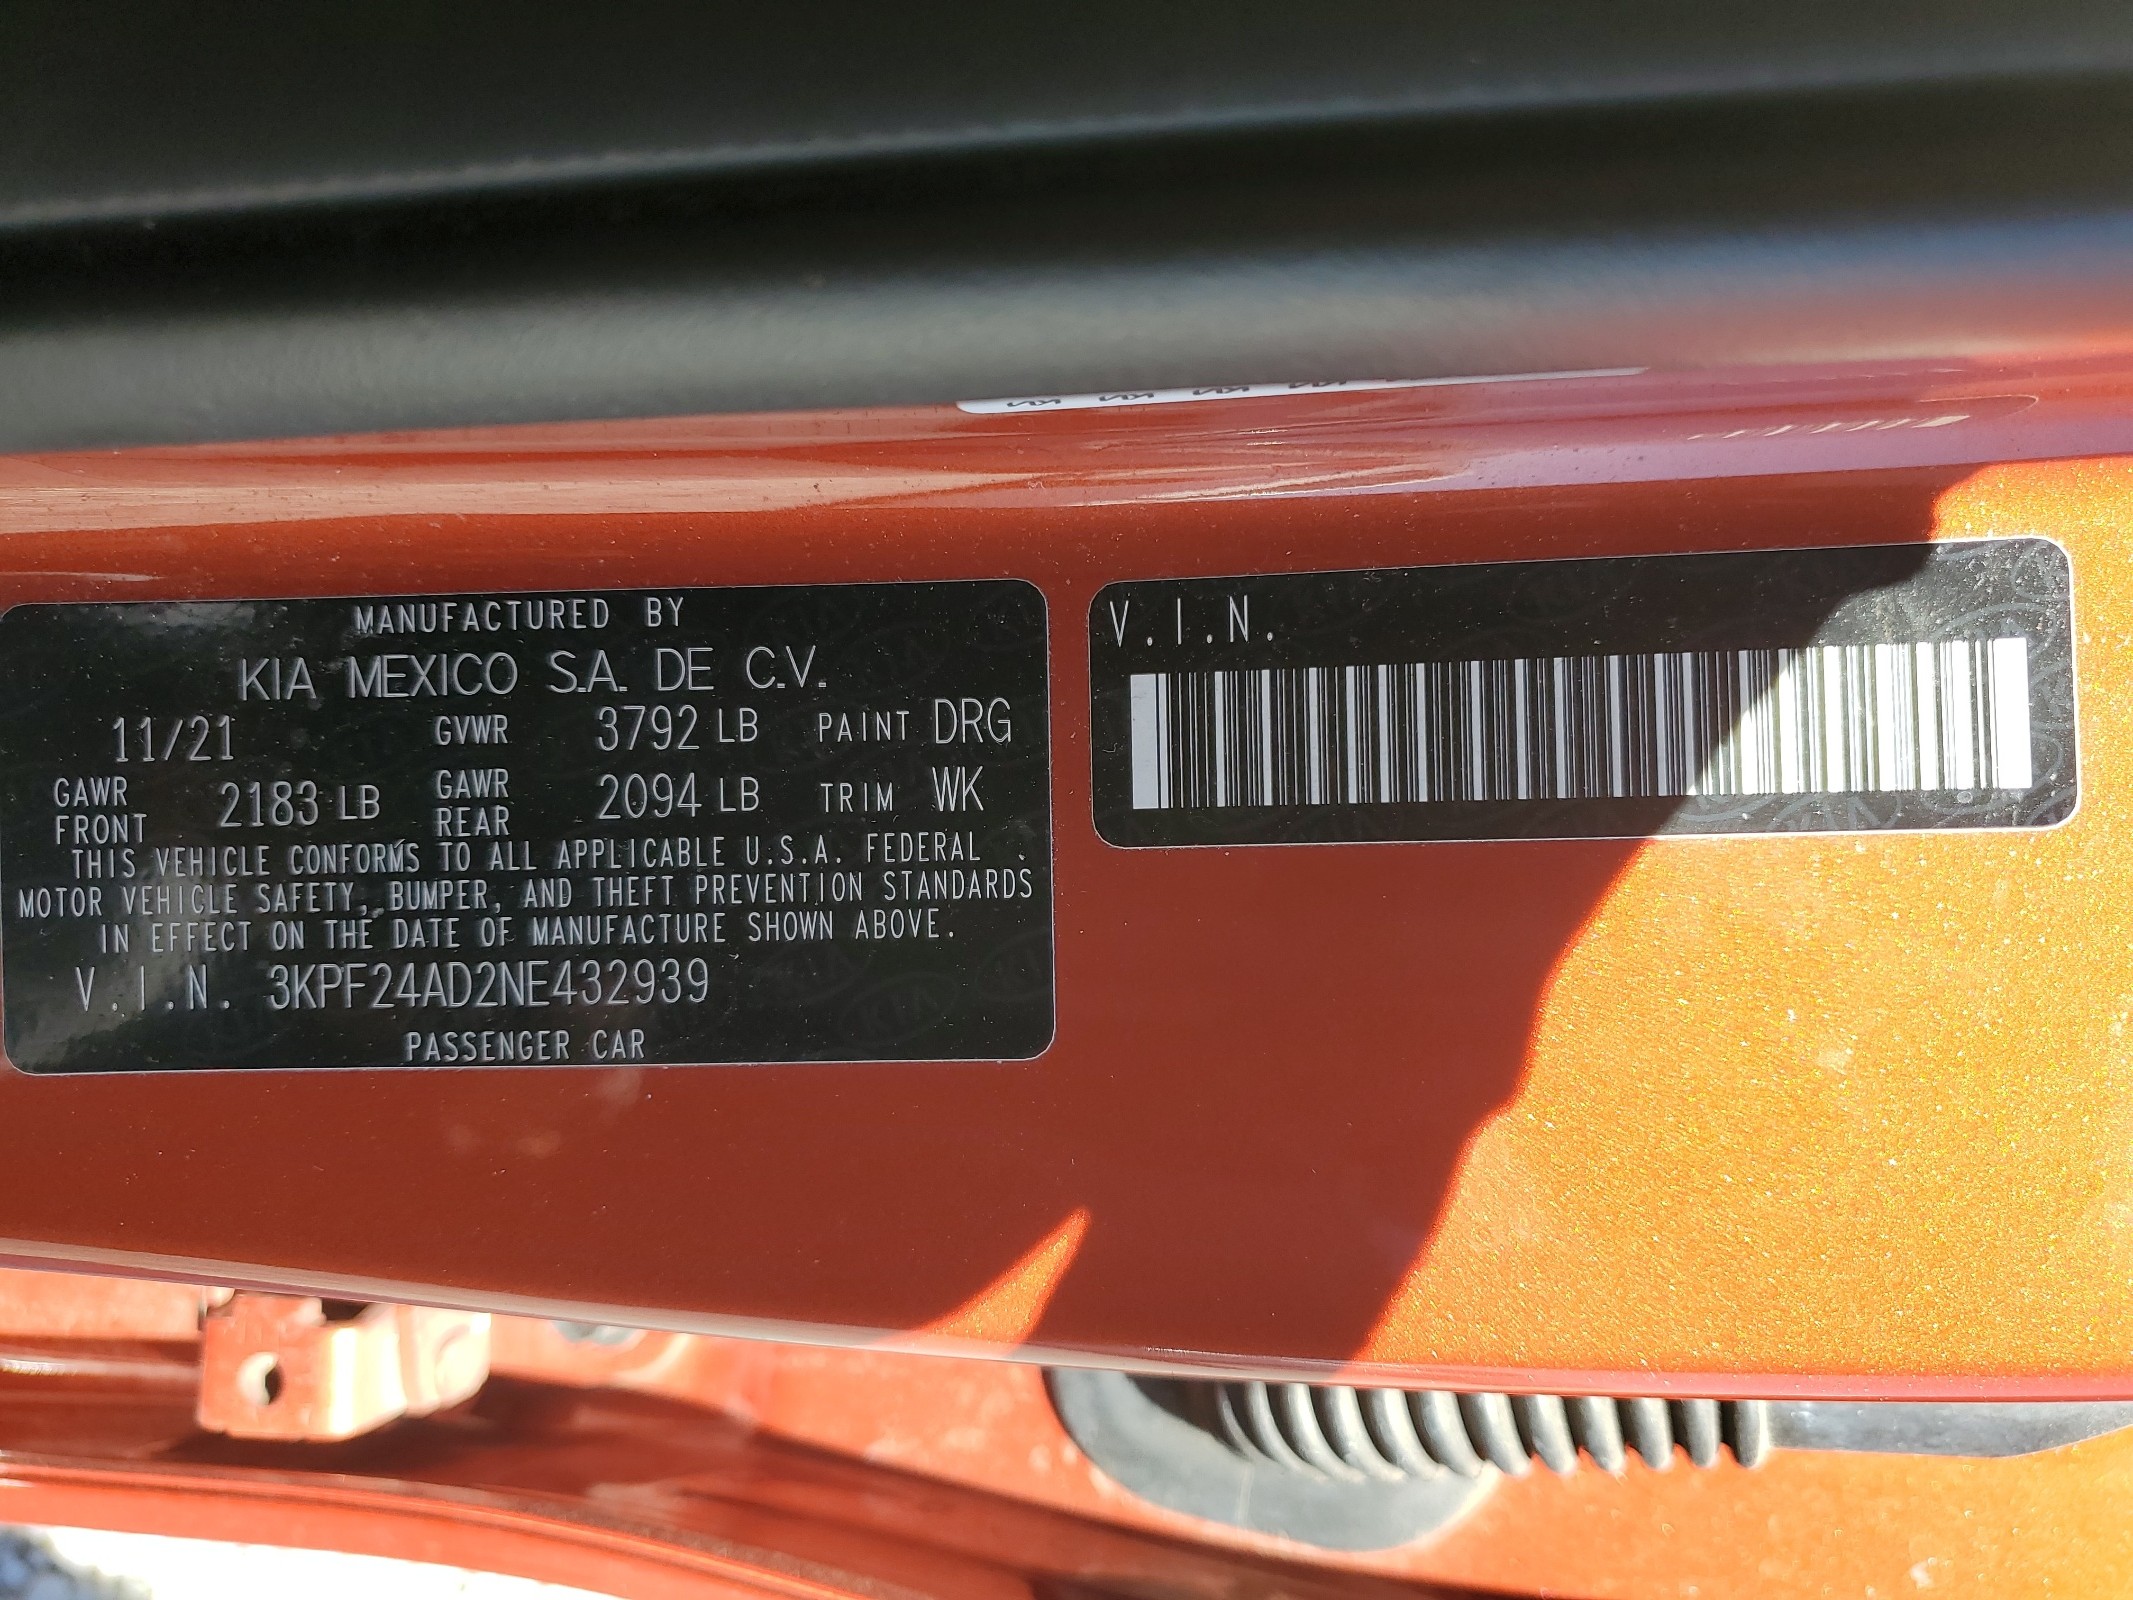 MANUFACTURED BY
KIA MEXICO S.A. DE C.V.
11/21 GVWR 3792 LB PAINT DRG
GAWR FRONT 2183 LB GAWR REAR 2094 LB TRIM WK
THIS VEHICLE CONFORMS TO ALL APPLICABLE U.S.A. FEDERAL
MOTOR VEHICLE SAFETY, BUMPER, AND THEFT PREVENTION STANDARDS
IN EFFECT ON THE DATE OF MANUFACTURE SHOWN ABOVE.
V.I.N. 3KPF24AD2NE432939
PASSENGER CAR
V.I.N.